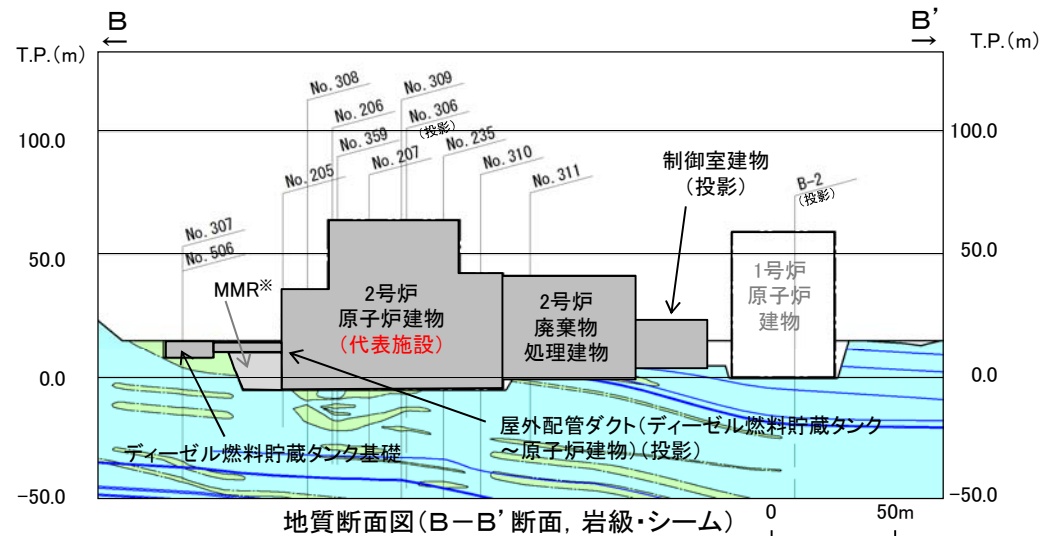 B
B’
T.P.(m)
T.P.(m)
No. 308
No. 309
No. 206
No. 306
(投影)
No. 359
No. 235
No. 207
No. 310
No. 205
No. 311
制御室建物
(投影)
B-2
(投影)
100.0
100.0
No. 307
No. 506
50.0
50.0
MMR※
2号炉
原子炉建物
(代表施設)
2号炉
廃棄物
処理建物
1号炉
原子炉
建物
0.0
0.0
ディーゼル燃料貯蔵タンク基礎
屋外配管ダクト(ディーゼル燃料貯蔵タンク
~原子炉建物)(投影)
-50.0
-50.0
地質断面図(B-B’断面,岩級・シーム)
0
50m